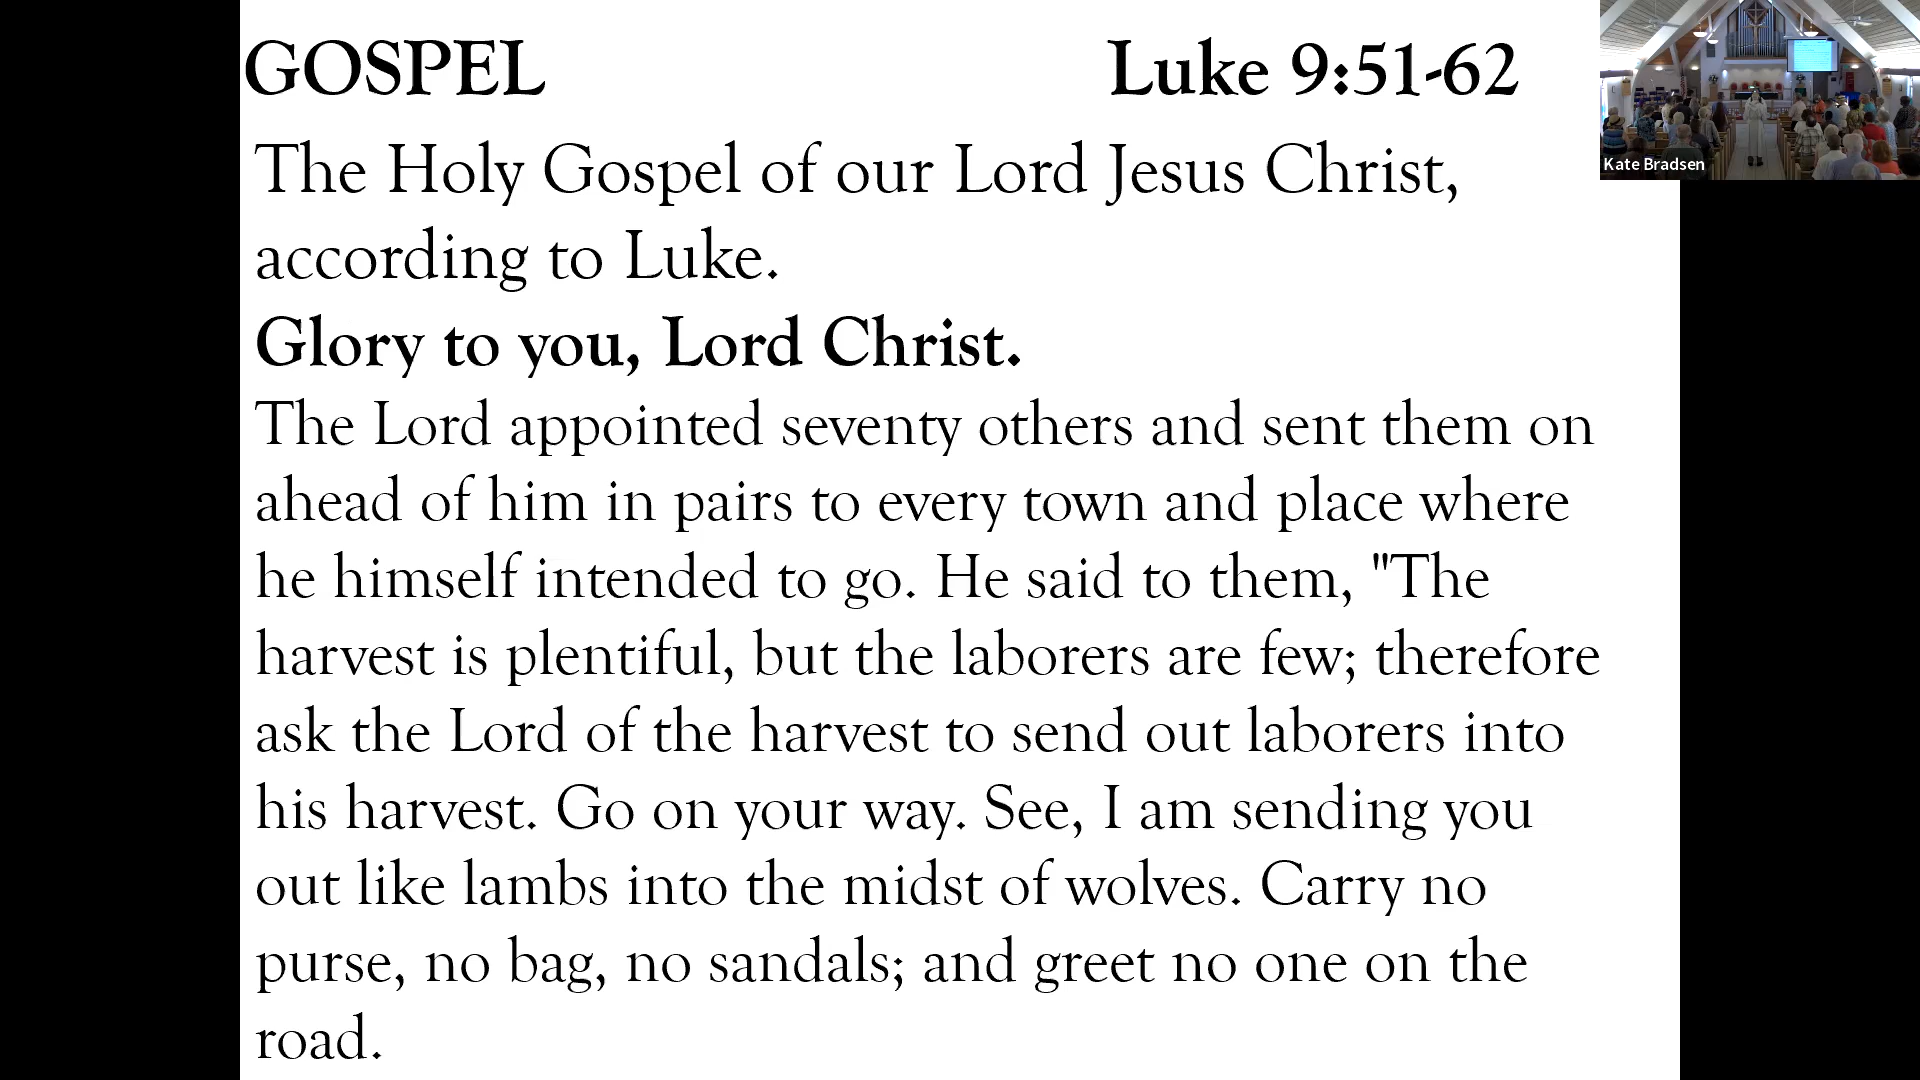 GOSPEL Luke 9:51-62
The Holy Gospel of our Lord Jesus Christ,
according to Luke.
Glory to you, Lord Christ.
The Lord appointed seventy others and sent them on
ahead of him in pairs to every town and place where
he himself intended to go. He said to them, "The
harvest is plentiful, but the laborers are few; therefore
ask the Lord of the harvest to send out laborers into
his harvest. Go on your way. See, I am sending you
out like lambs into the midst of wolves. Carry no
purse, no bag, no sandals; and greet no one on the
road.
Kate Bradsen